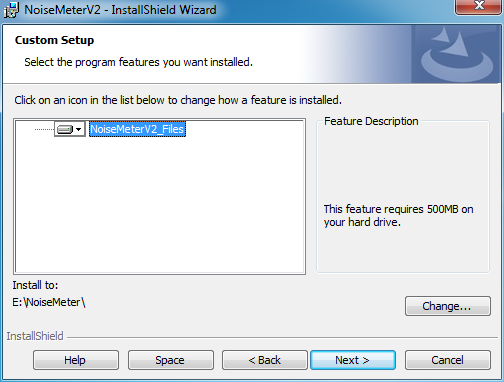 NoiseMeterV2 - InstallShield Wizard
Custom Setup
Select the program features you want installed.
Click on an icon in the list below to change how a feature is installed.
NoiseMeterV2_Files
Feature Description
This feature requires 500MB on
your hard drive.
Install to:
E:\NoiseMeter\
Change...
InstallShield
Help
Space
< Back
Next >
Cancel